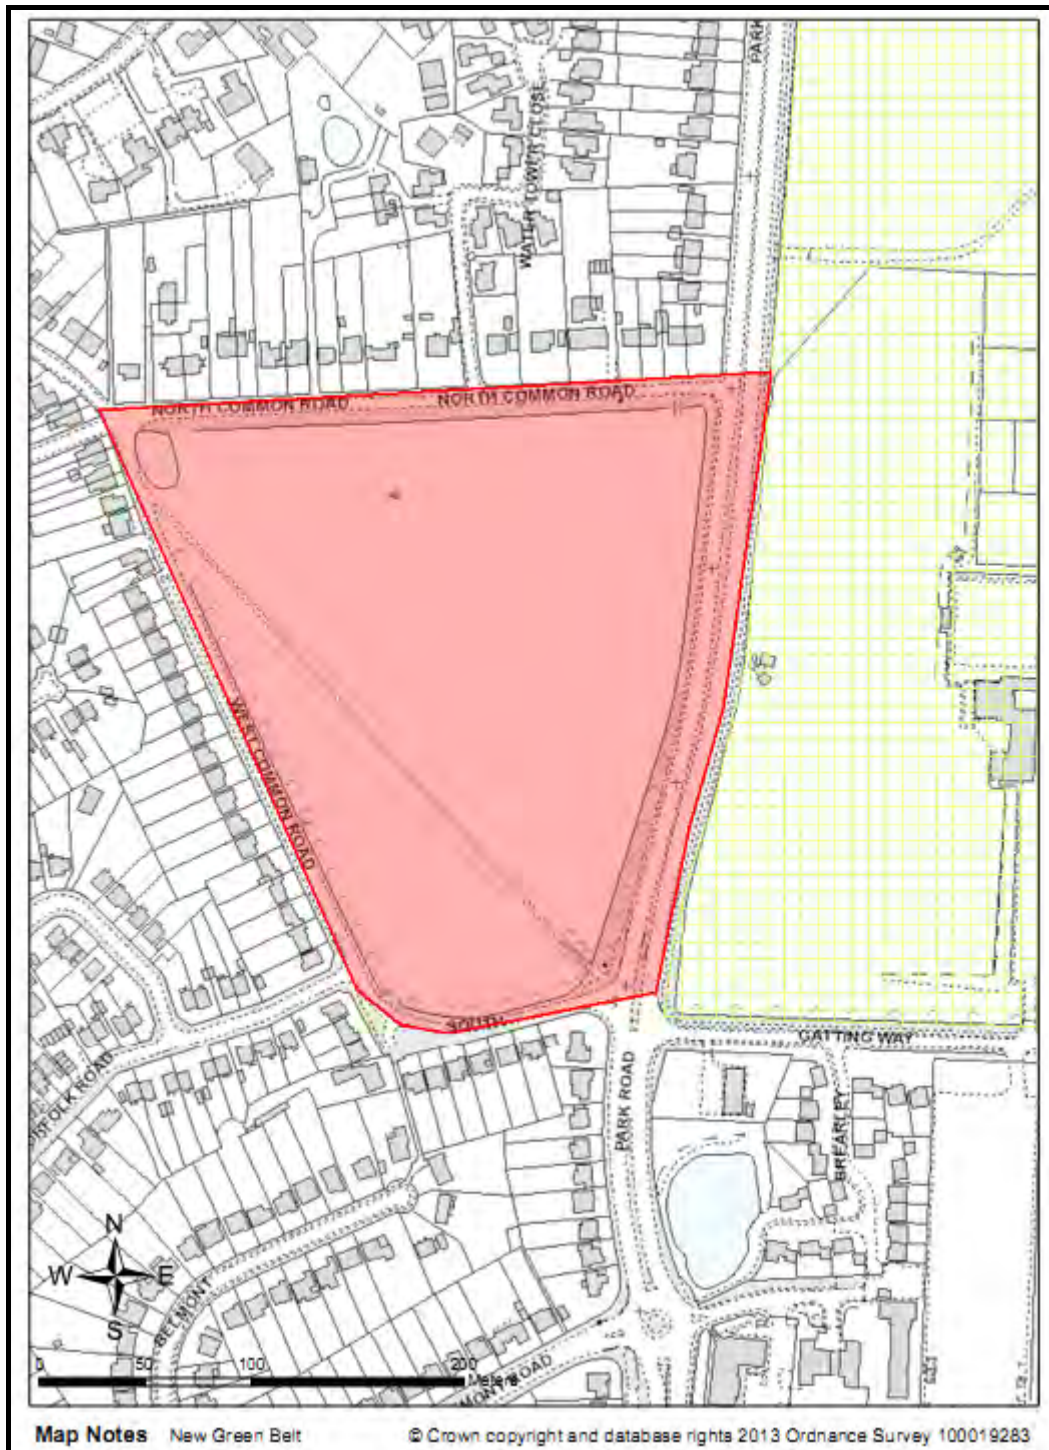 PARK
WATER TOWER CLOSE
NORTH COMMON ROAD
NORTH COMMON ROAD
WEST COMMON ROAD
SOUTH
GATTING WAY
PARK ROAD
BREARLEY
BELMONT
N
W E
S
0 50 100 200
Meters
ROAD
Map Notes New Green Belt © Crown copyright and database rights 2013 Ordnance Survey 100019283